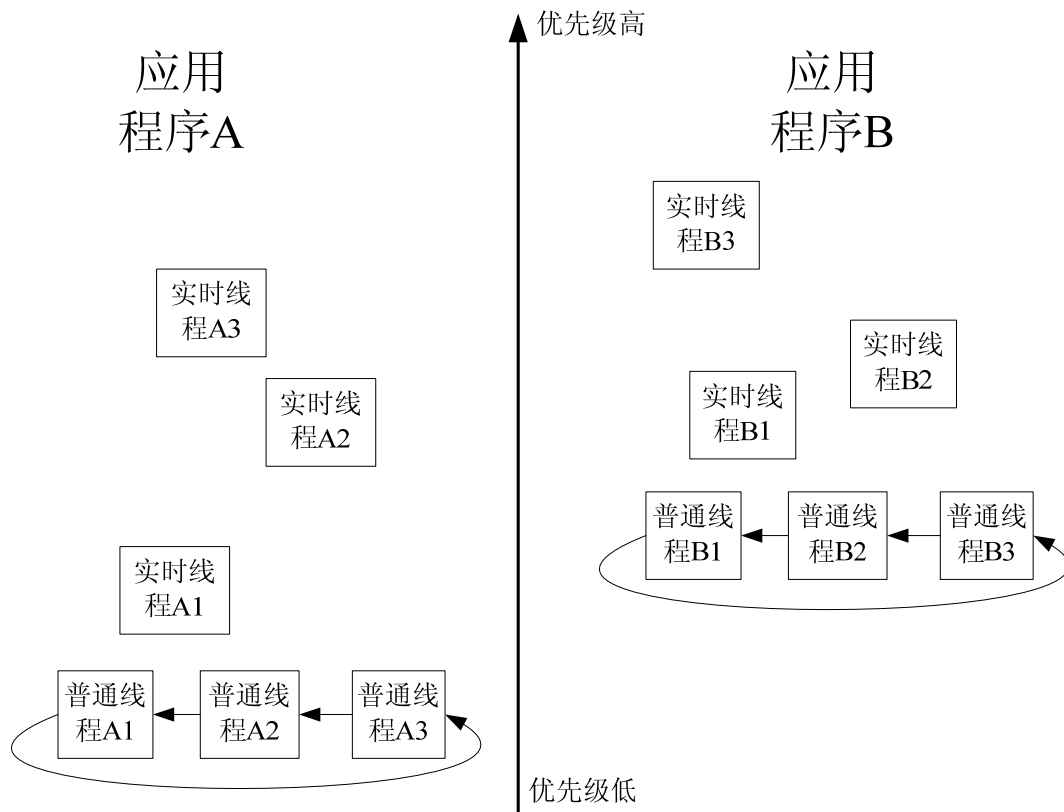 优先级高
应用
程序A
应用
程序B
实时线
程B3
实时线
程A3
实时线
程B2
实时线
程B1
实时线
程A2
普通线
程B1
普通线
程B2
普通线
程B3
实时线
程A1
普通线
程A1
普通线
程A2
普通线
程A3
优先级低